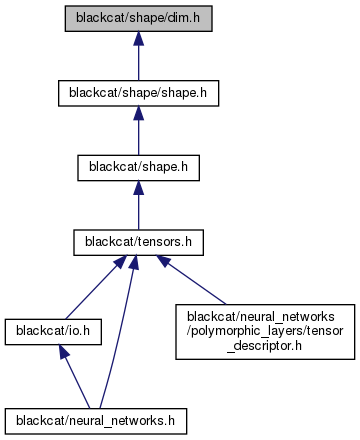 blackcat/shape/dim.h
blackcat/shape/shape.h
blackcat/shape.h
blackcat/tensors.h
blackcat/io.h
blackcat/neural_networks
/polymorphic_layers/tensor
_descriptor.h
blackcat/neural_networks.h